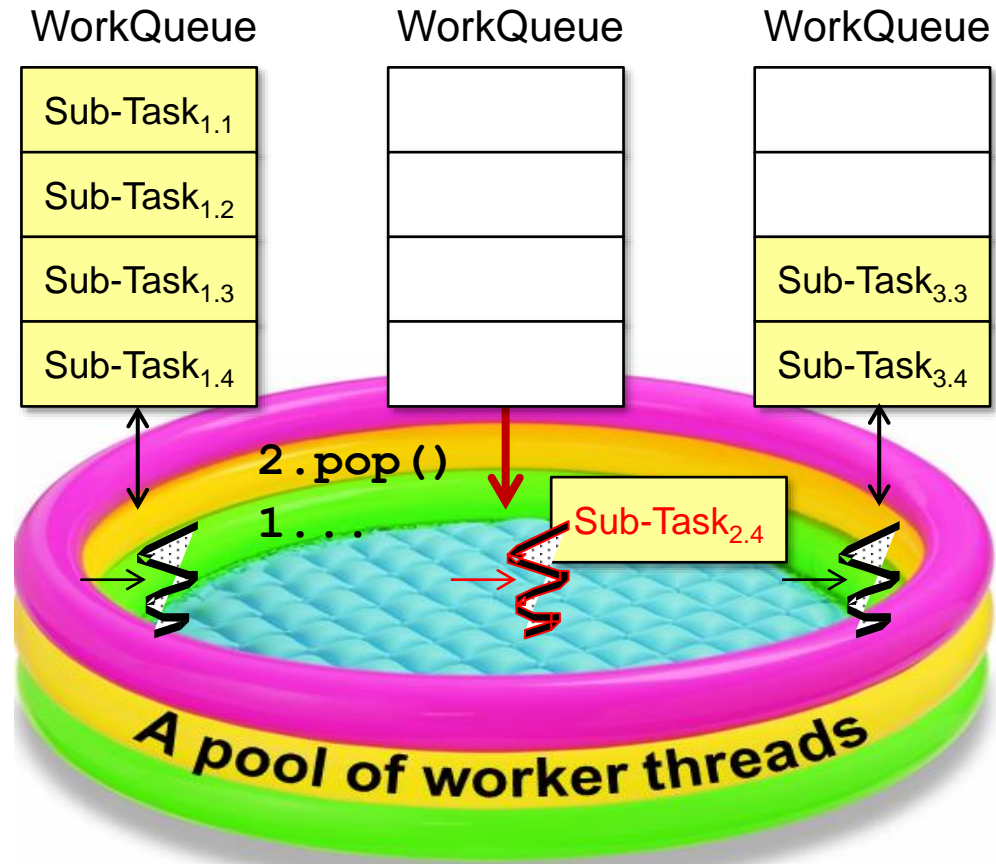 WorkQueue
WorkQueue
WorkQueue
Sub-Task1.1
Sub-Task1.2
Sub-Task1.3
Sub-Task1.4
Sub-Task3.3
Sub-Task3.4
2.pop()
1...
Sub-Task2.4
A pool of worker threads